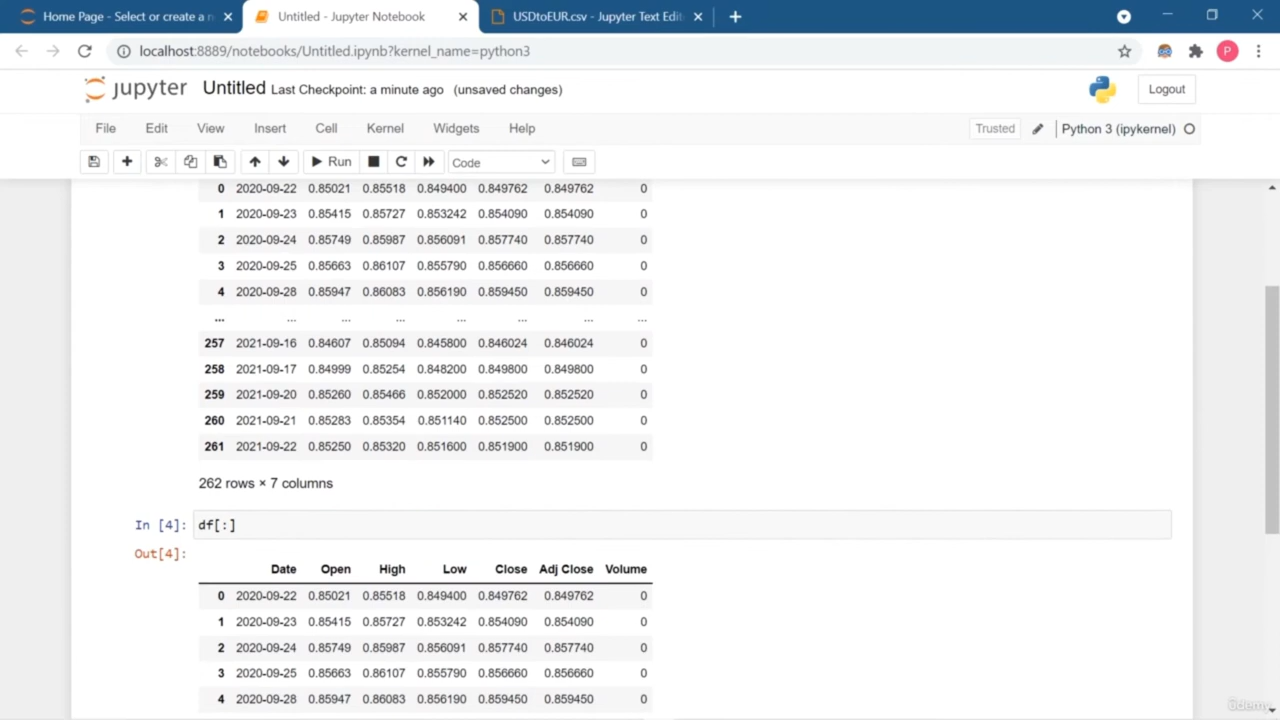 Home Page - Select or create a n
Untitled - Jupyter Notebook
USDtoEUR.csv - Jupyter Text Edit
localhost:8889/notebooks/Untitled.ipynb?kernel_name=python3
P
jupyter Untitled Last Checkpoint: a minute ago (unsaved changes)
Logout
File Edit View Insert Cell Kernel Widgets Help
Trusted Python 3 (ipykernel)
Run Code
0 2020-09-22 0.85021 0.85518 0.849400 0.849762 0.849762 0
1 2020-09-23 0.85415 0.85727 0.853242 0.854090 0.854090 0
2 2020-09-24 0.85749 0.85987 0.856091 0.857740 0.857740 0
3 2020-09-25 0.85663 0.86107 0.855790 0.856660 0.856660 0
4 2020-09-28 0.85947 0.86083 0.856190 0.859450 0.859450 0
... ... ... ... ... ... ... ...
257 2021-09-16 0.84607 0.85094 0.845800 0.846024 0.846024 0
258 2021-09-17 0.84999 0.85254 0.848200 0.849800 0.849800 0
259 2021-09-20 0.85260 0.85466 0.852000 0.852520 0.852520 0
260 2021-09-21 0.85283 0.85354 0.851140 0.852500 0.852500 0
261 2021-09-22 0.85250 0.85320 0.851600 0.851900 0.851900 0
262 rows × 7 columns
In [4]: df[:]
Out[4]:
Date Open High Low Close Adj Close Volume
0 2020-09-22 0.85021 0.85518 0.849400 0.849762 0.849762 0
1 2020-09-23 0.85415 0.85727 0.853242 0.854090 0.854090 0
2 2020-09-24 0.85749 0.85987 0.856091 0.857740 0.857740 0
3 2020-09-25 0.85663 0.86107 0.855790 0.856660 0.856660 0
4 2020-09-28 0.85947 0.86083 0.856190 0.859450 0.859450 0